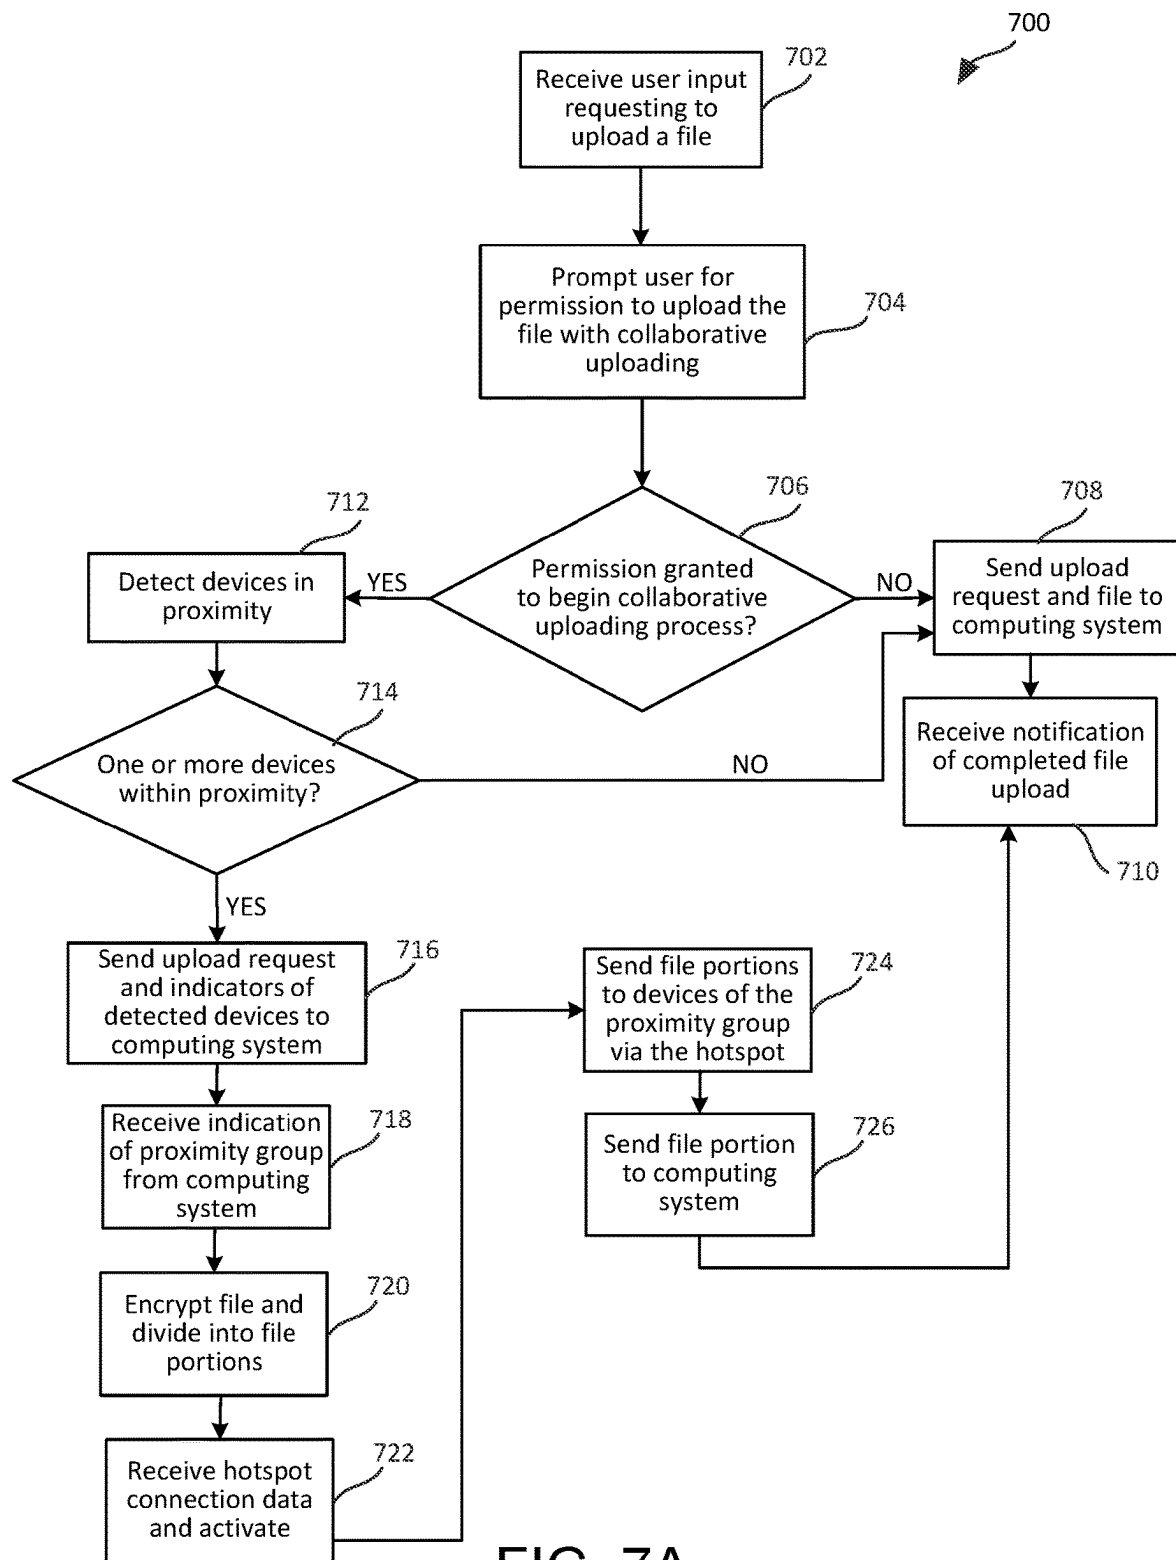 700
702
Receive user input
requesting to
upload a file
Prompt user for
permission to upload the
file with collaborative
uploading
704
706
Permission granted
to begin collaborative
uploading process?
YES
NO
712
Detect devices in
proximity
708
Send upload
request and file to
computing system
714
One or more devices
within proximity?
NO
YES
Receive notification
of completed file
upload
710
716
Send upload request
and indicators of
detected devices to
computing system
718
Receive indication
of proximity group
from computing
system
720
Encrypt file and
divide into file
portions
722
Receive hotspot
connection data
and activate
724
Send file portions
to devices of the
proximity group
via the hotspot
726
Send file portion
to computing
system
FIG. 7A